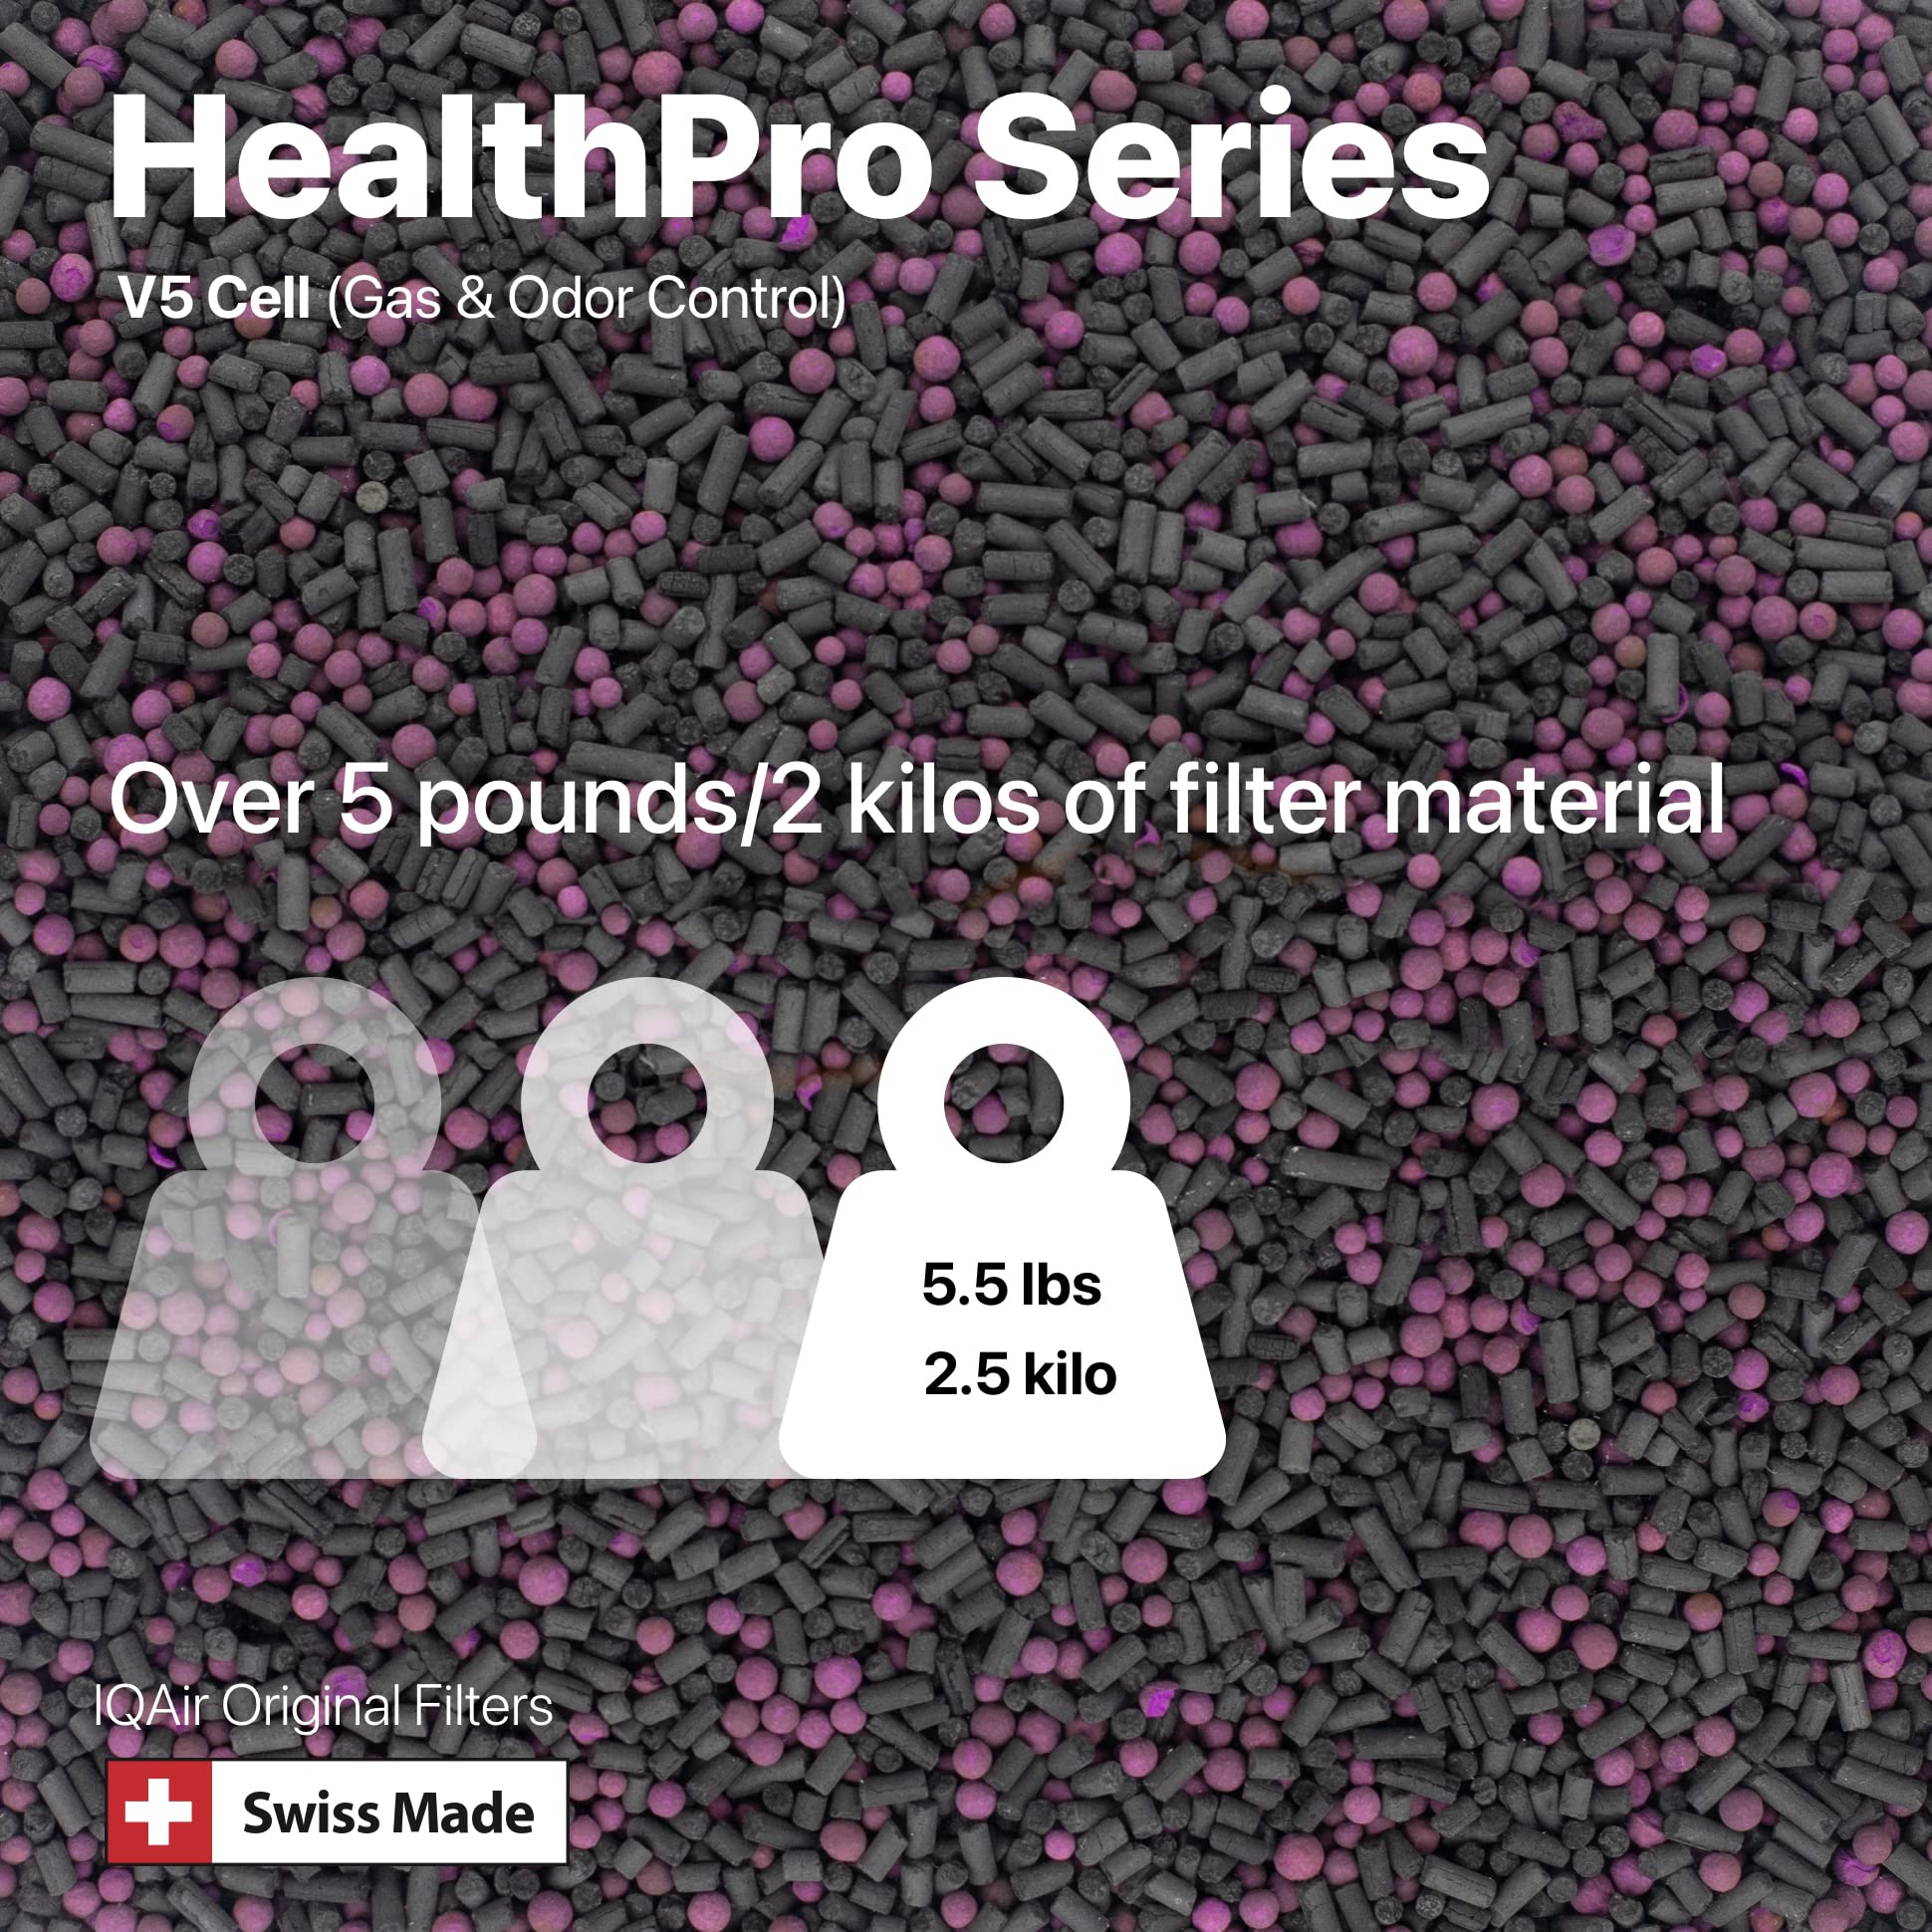 HealthPro Series
V5 Cell (Gas & Odor Control)
Over 5 pounds/2 kilos of filter material
5.5 lbs
2.5 kilo
IQAir Original Filters
Swiss Made